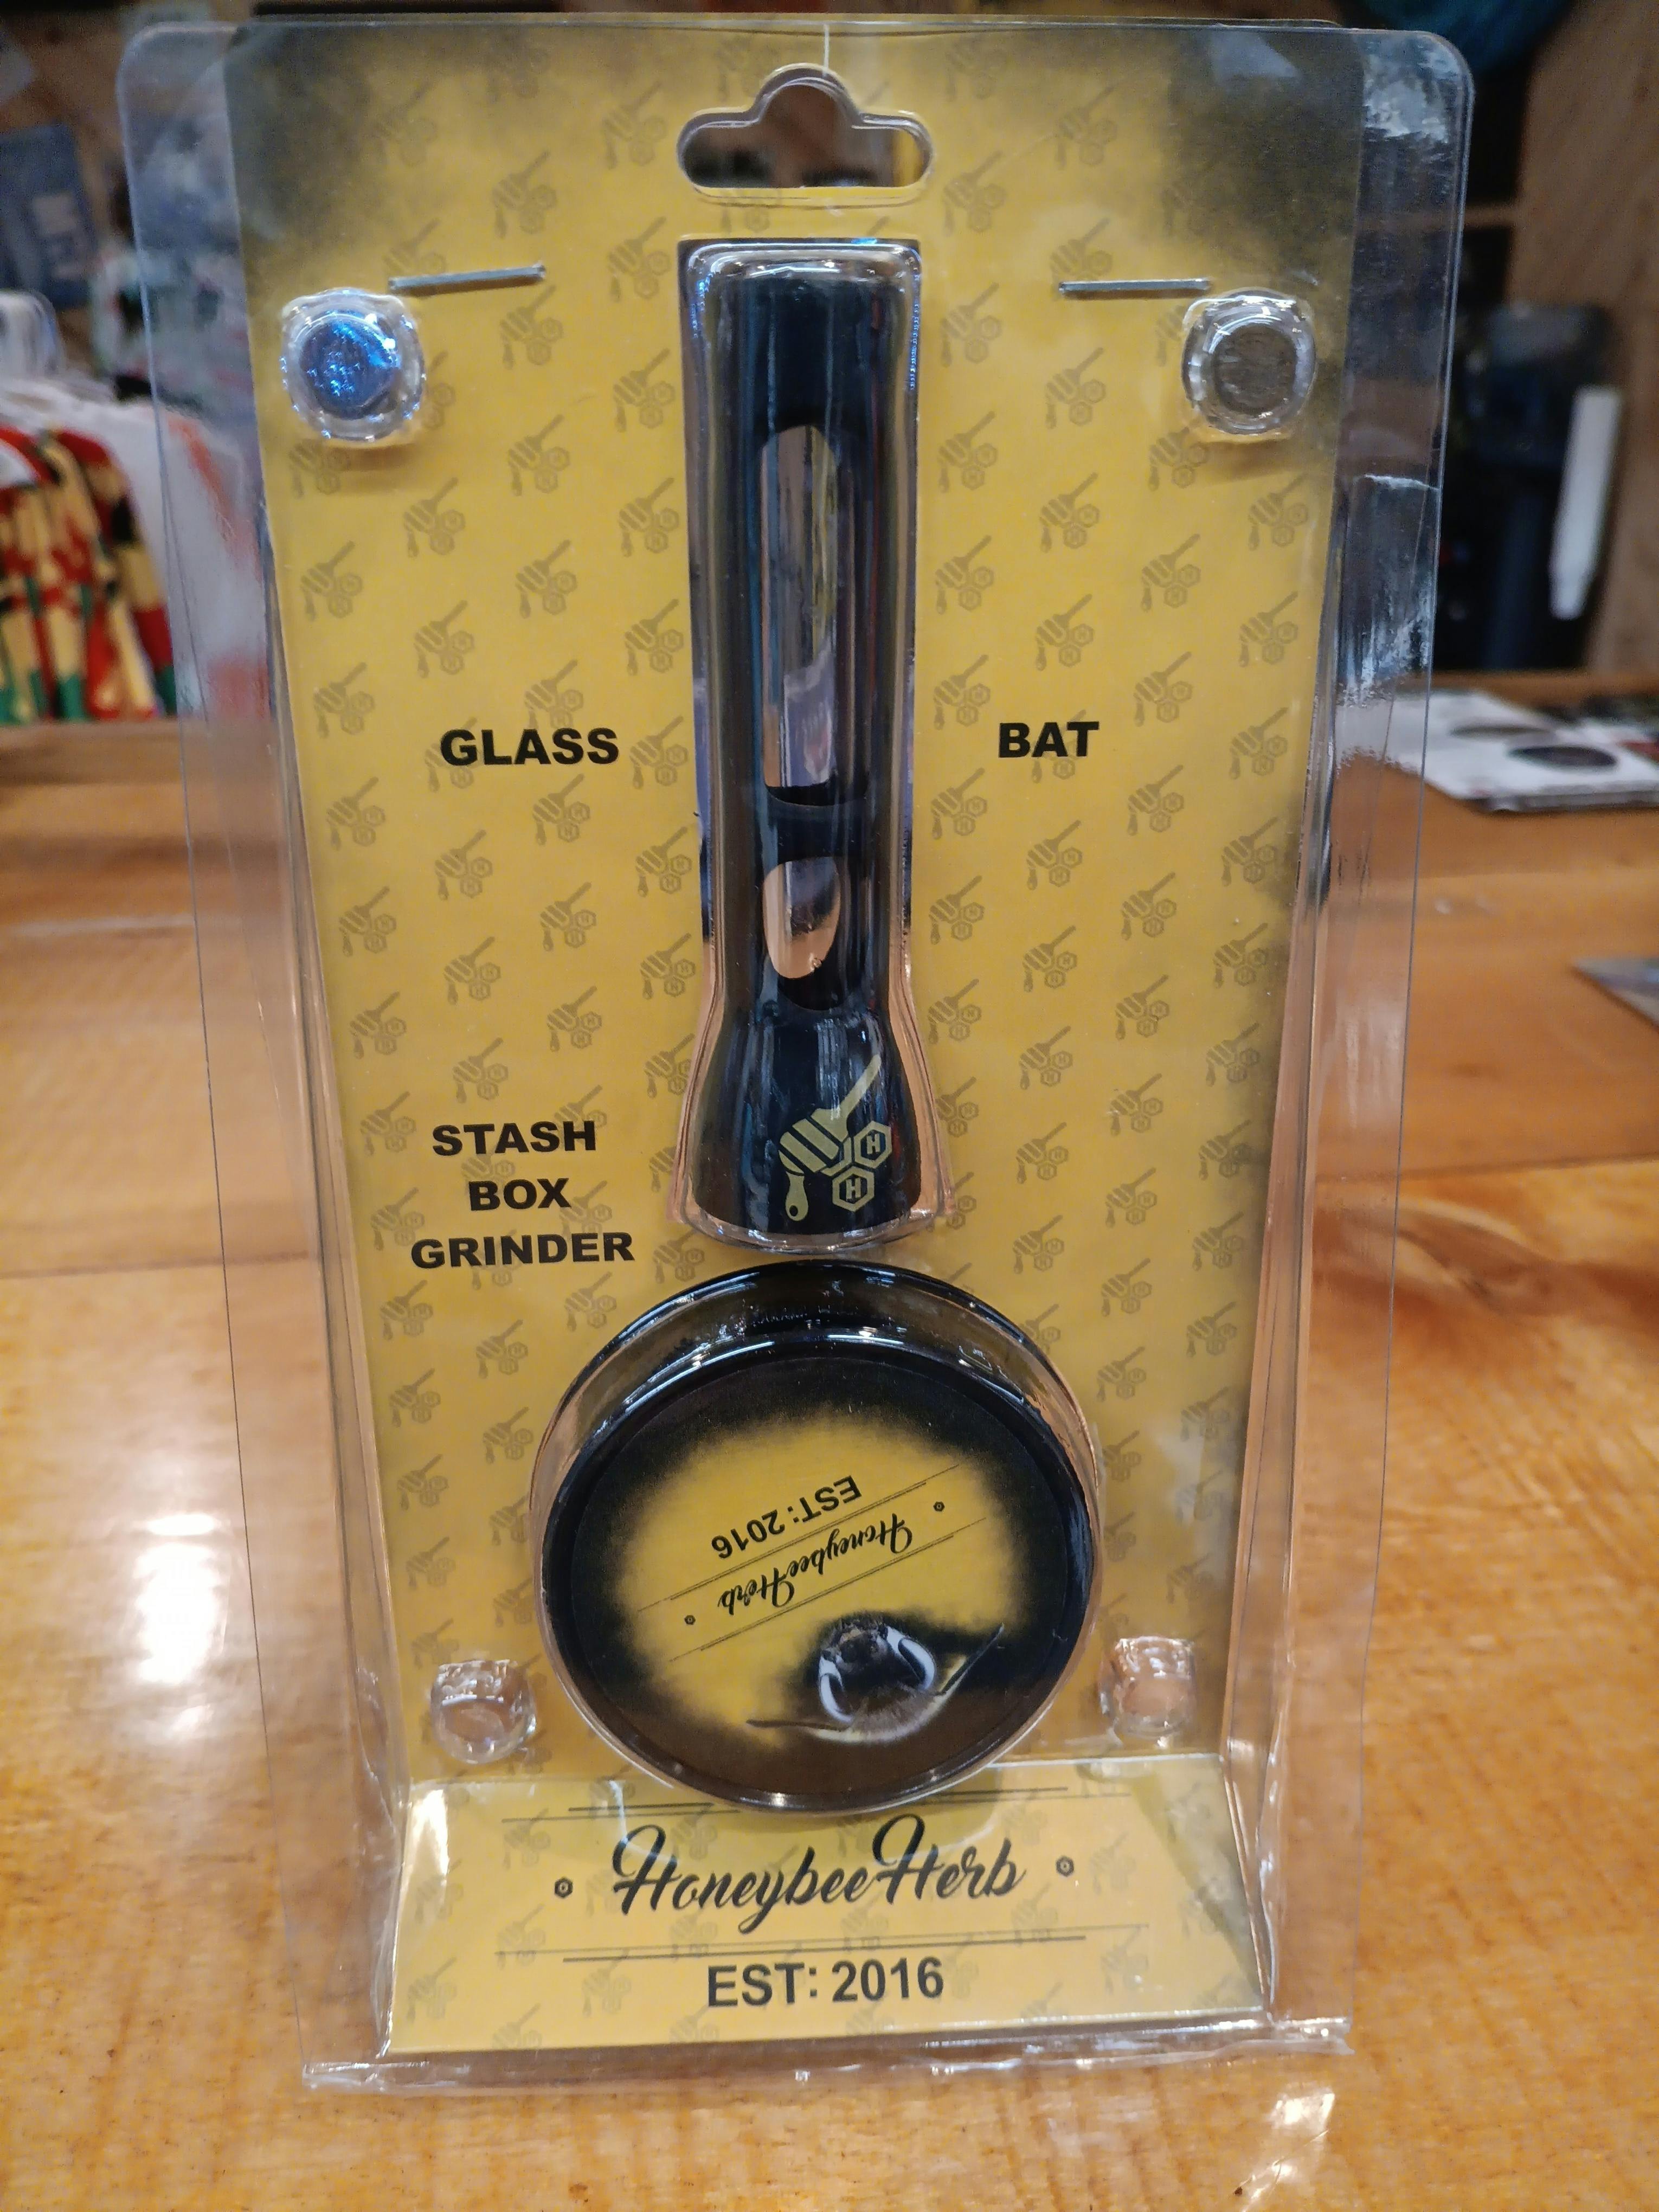 GLASS
BAT
STASH
BOX
GRINDER
H
H
EST: 2016
HoneybeeHerb
HoneybeeHerb
EST: 2016